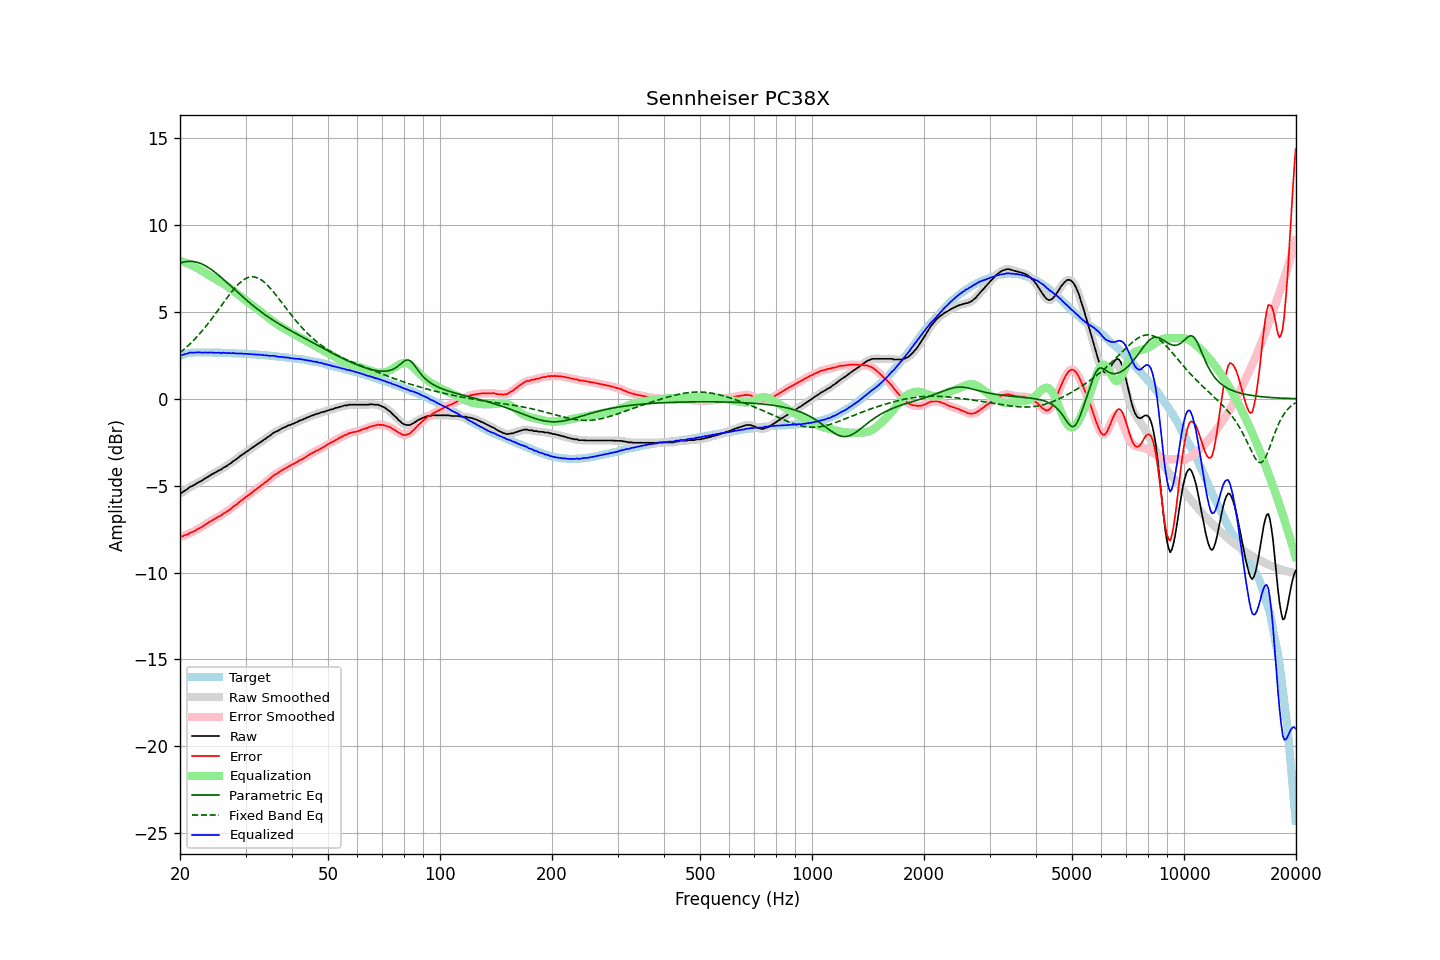 Sennheiser PC38X
15
10
5
0
−5
−10
−15
−20
−25
Amplitude (dBr)
Target
Raw Smoothed
Error Smoothed
Raw
Error
Equalization
Parametric Eq
Fixed Band Eq
Equalized
20
50
100
200
500
1000
2000
5000
10000
20000
Frequency (Hz)